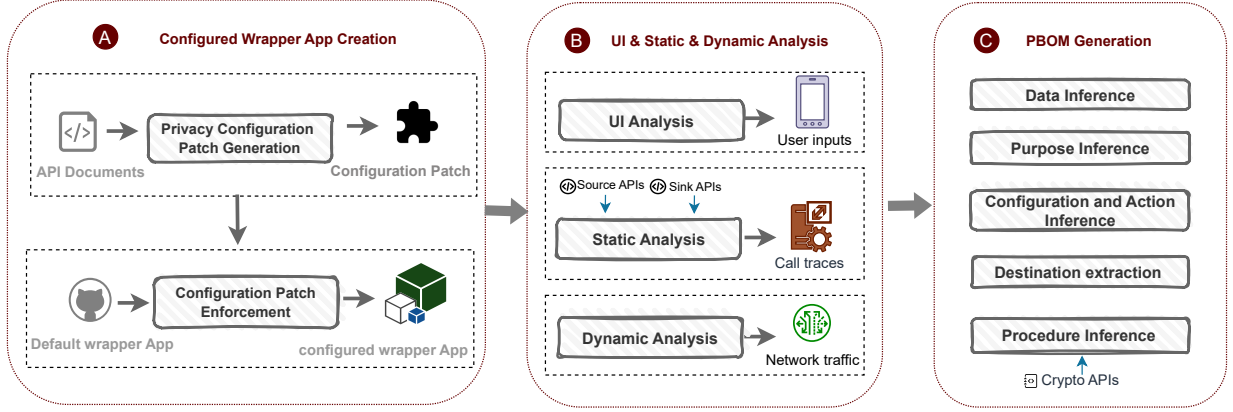 A Configured Wrapper App Creation
API Documents
Privacy Configuration
Patch Generation
Configuration Patch
Default wrapper App
Configuration Patch
Enforcement
configured wrapper App
B UI & Static & Dynamic Analysis
UI Analysis
User inputs
Source APIs Sink APIs
Static Analysis
Call traces
Dynamic Analysis
Network traffic
C PBOM Generation
Data Inference
Purpose Inference
Configuration and Action
Inference
Destination extraction
Procedure Inference
Crypto APIs